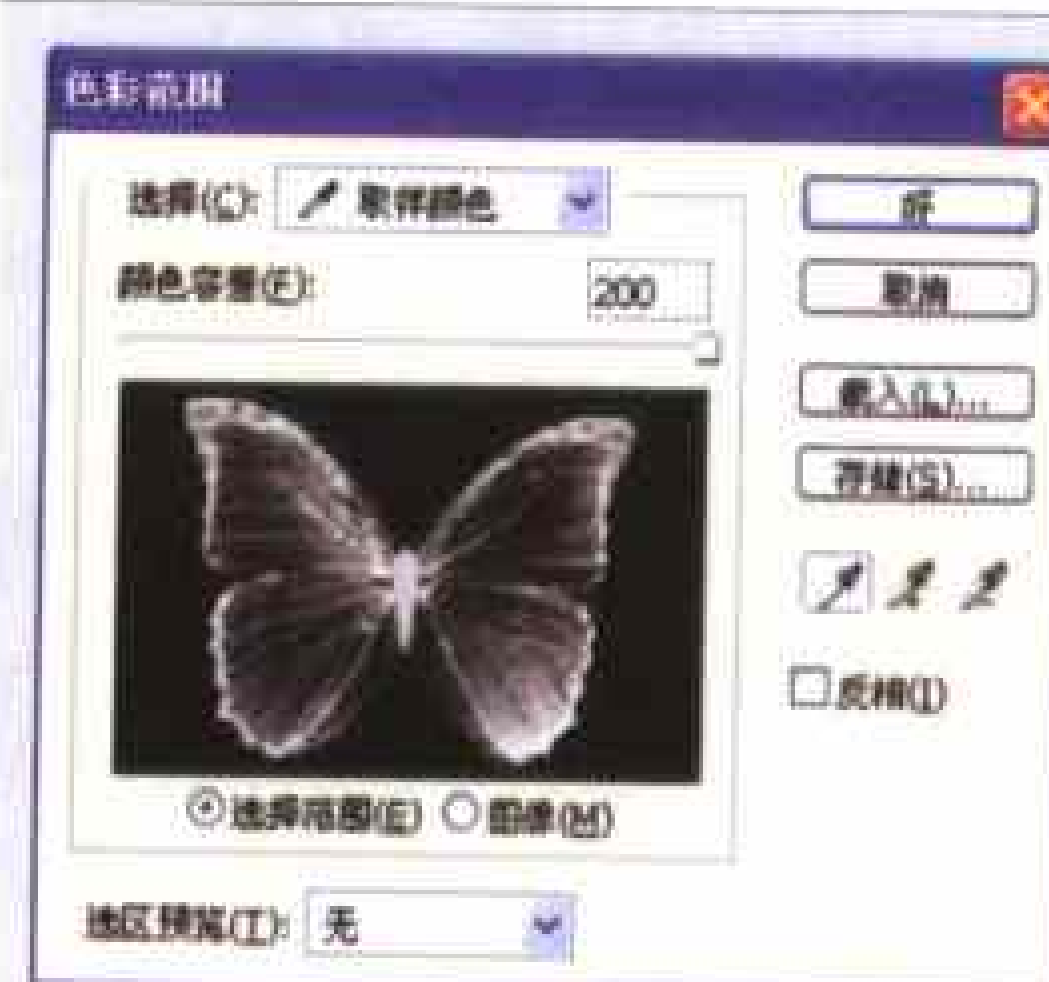 色彩范围
选择(C): 取样颜色
好
颜色容差(F): 200
取消
载入(L)...
存储(S)...
反相(I)
选择范围(E) 图像(M)
选区预览(T): 无